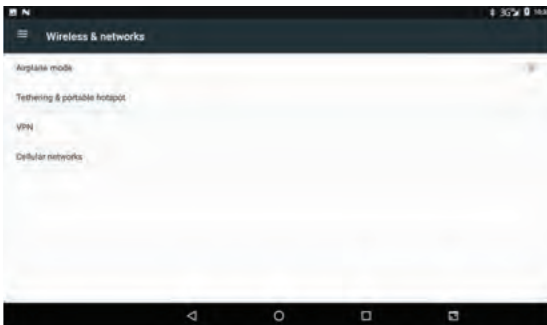 Wireless & networks
Airplane mode
Tethering & portable hotspot
VPN
Cellular networks